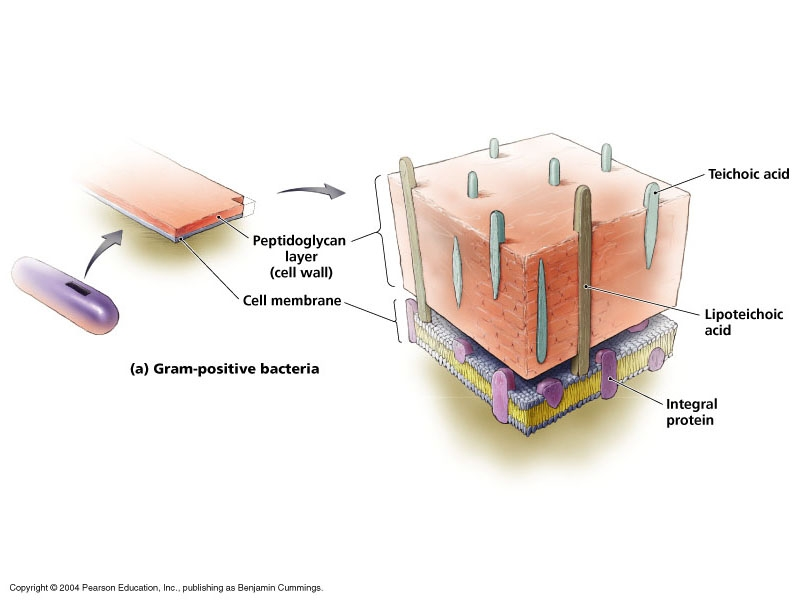 Teichoic acid
Peptidoglycan
layer
(cell wall)
Cell membrane
Lipoteichoic
acid
(a) Gram-positive bacteria
Integral
protein
Copyright © 2004 Pearson Education, Inc., publishing as Benjamin Cummings.